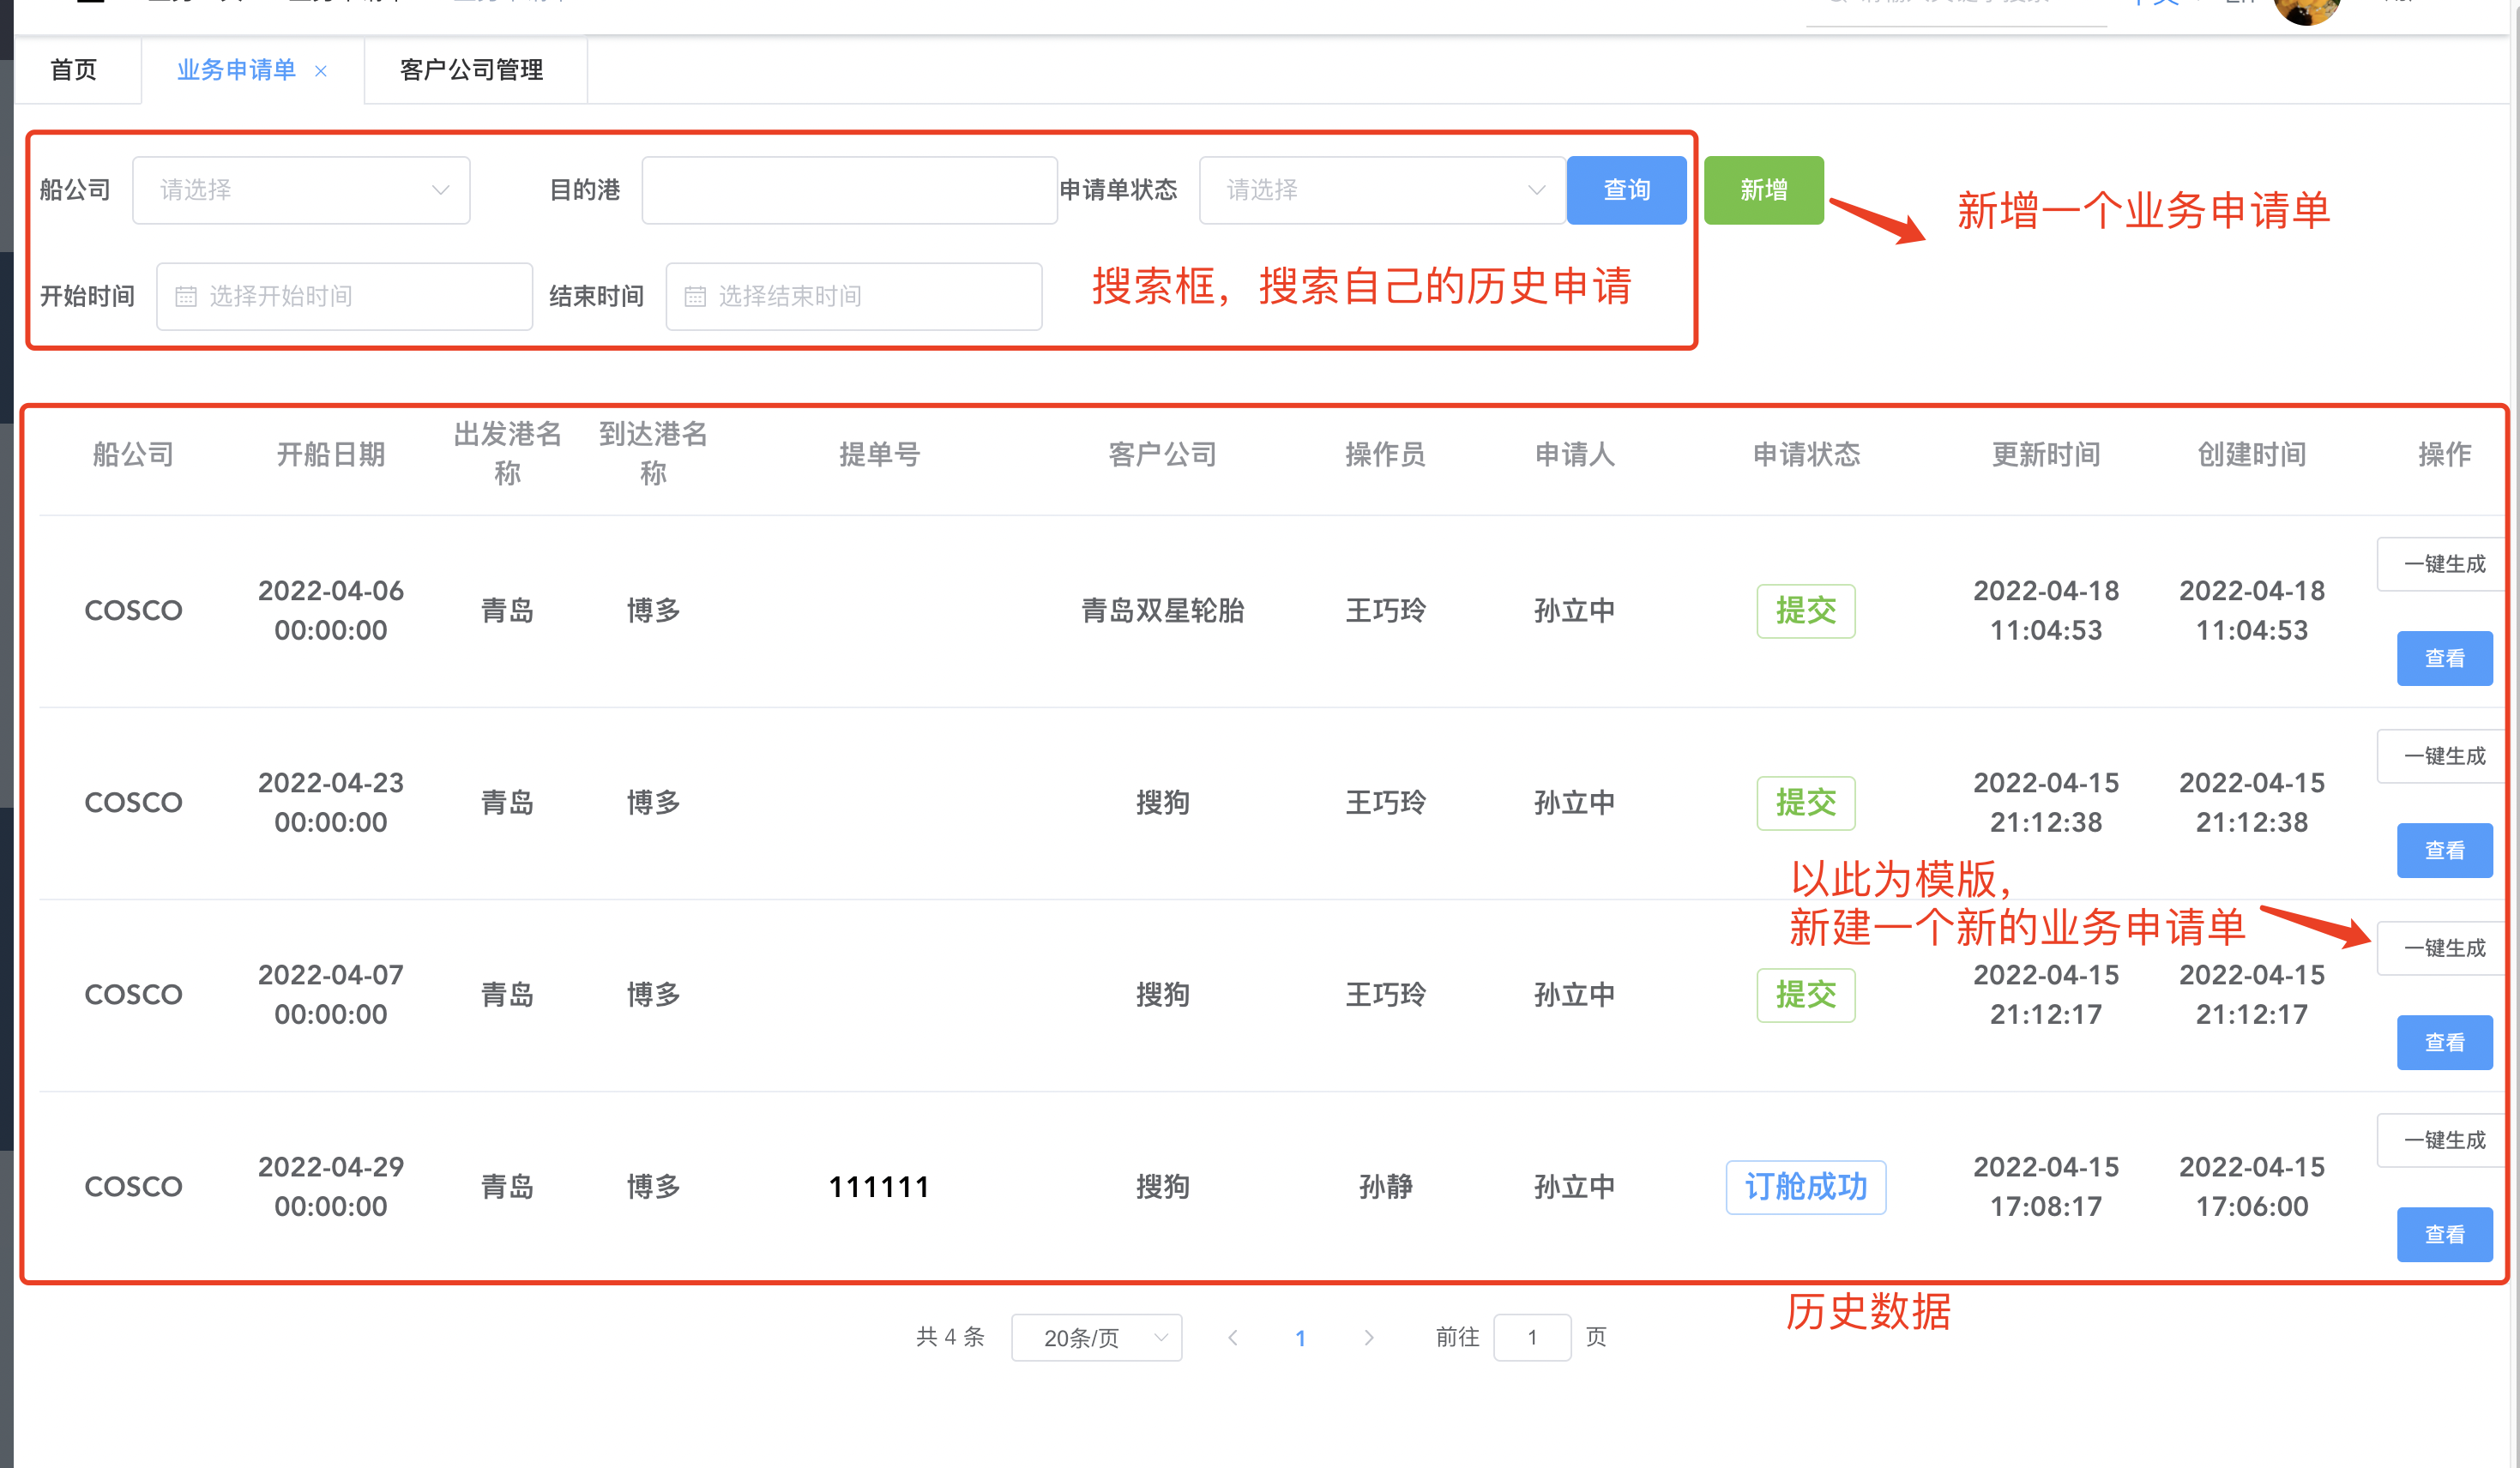 首页
业务申请单 ×
客户公司管理
船公司 请选择 目的港 申请单状态 请选择 查询 新增
新增一个业务申请单
开始时间 选择开始时间 结束时间 选择结束时间
搜索框，搜索自己的历史申请
船公司 开船日期 出发港名称 到达港名称 提单号 客户公司 操作员 申请人 申请状态 更新时间 创建时间 操作
COSCO 2022-04-06 00:00:00 青岛 博多 青岛双星轮胎 王巧玲 孙立中 提交 2022-04-18 11:04:53 2022-04-18 11:04:53 一键生成 查看
COSCO 2022-04-23 00:00:00 青岛 博多 搜狗 王巧玲 孙立中 提交 2022-04-15 21:12:38 2022-04-15 21:12:38 一键生成 查看
以此为模版，
新建一个新的业务申请单
COSCO 2022-04-07 00:00:00 青岛 博多 搜狗 王巧玲 孙立中 提交 2022-04-15 21:12:17 2022-04-15 21:12:17 一键生成 查看
COSCO 2022-04-29 00:00:00 青岛 博多 111111 搜狗 孙静 孙立中 订舱成功 2022-04-15 17:08:17 2022-04-15 17:06:00 一键生成 查看
历史数据
共 4 条 20条/页 1 前往 1 页